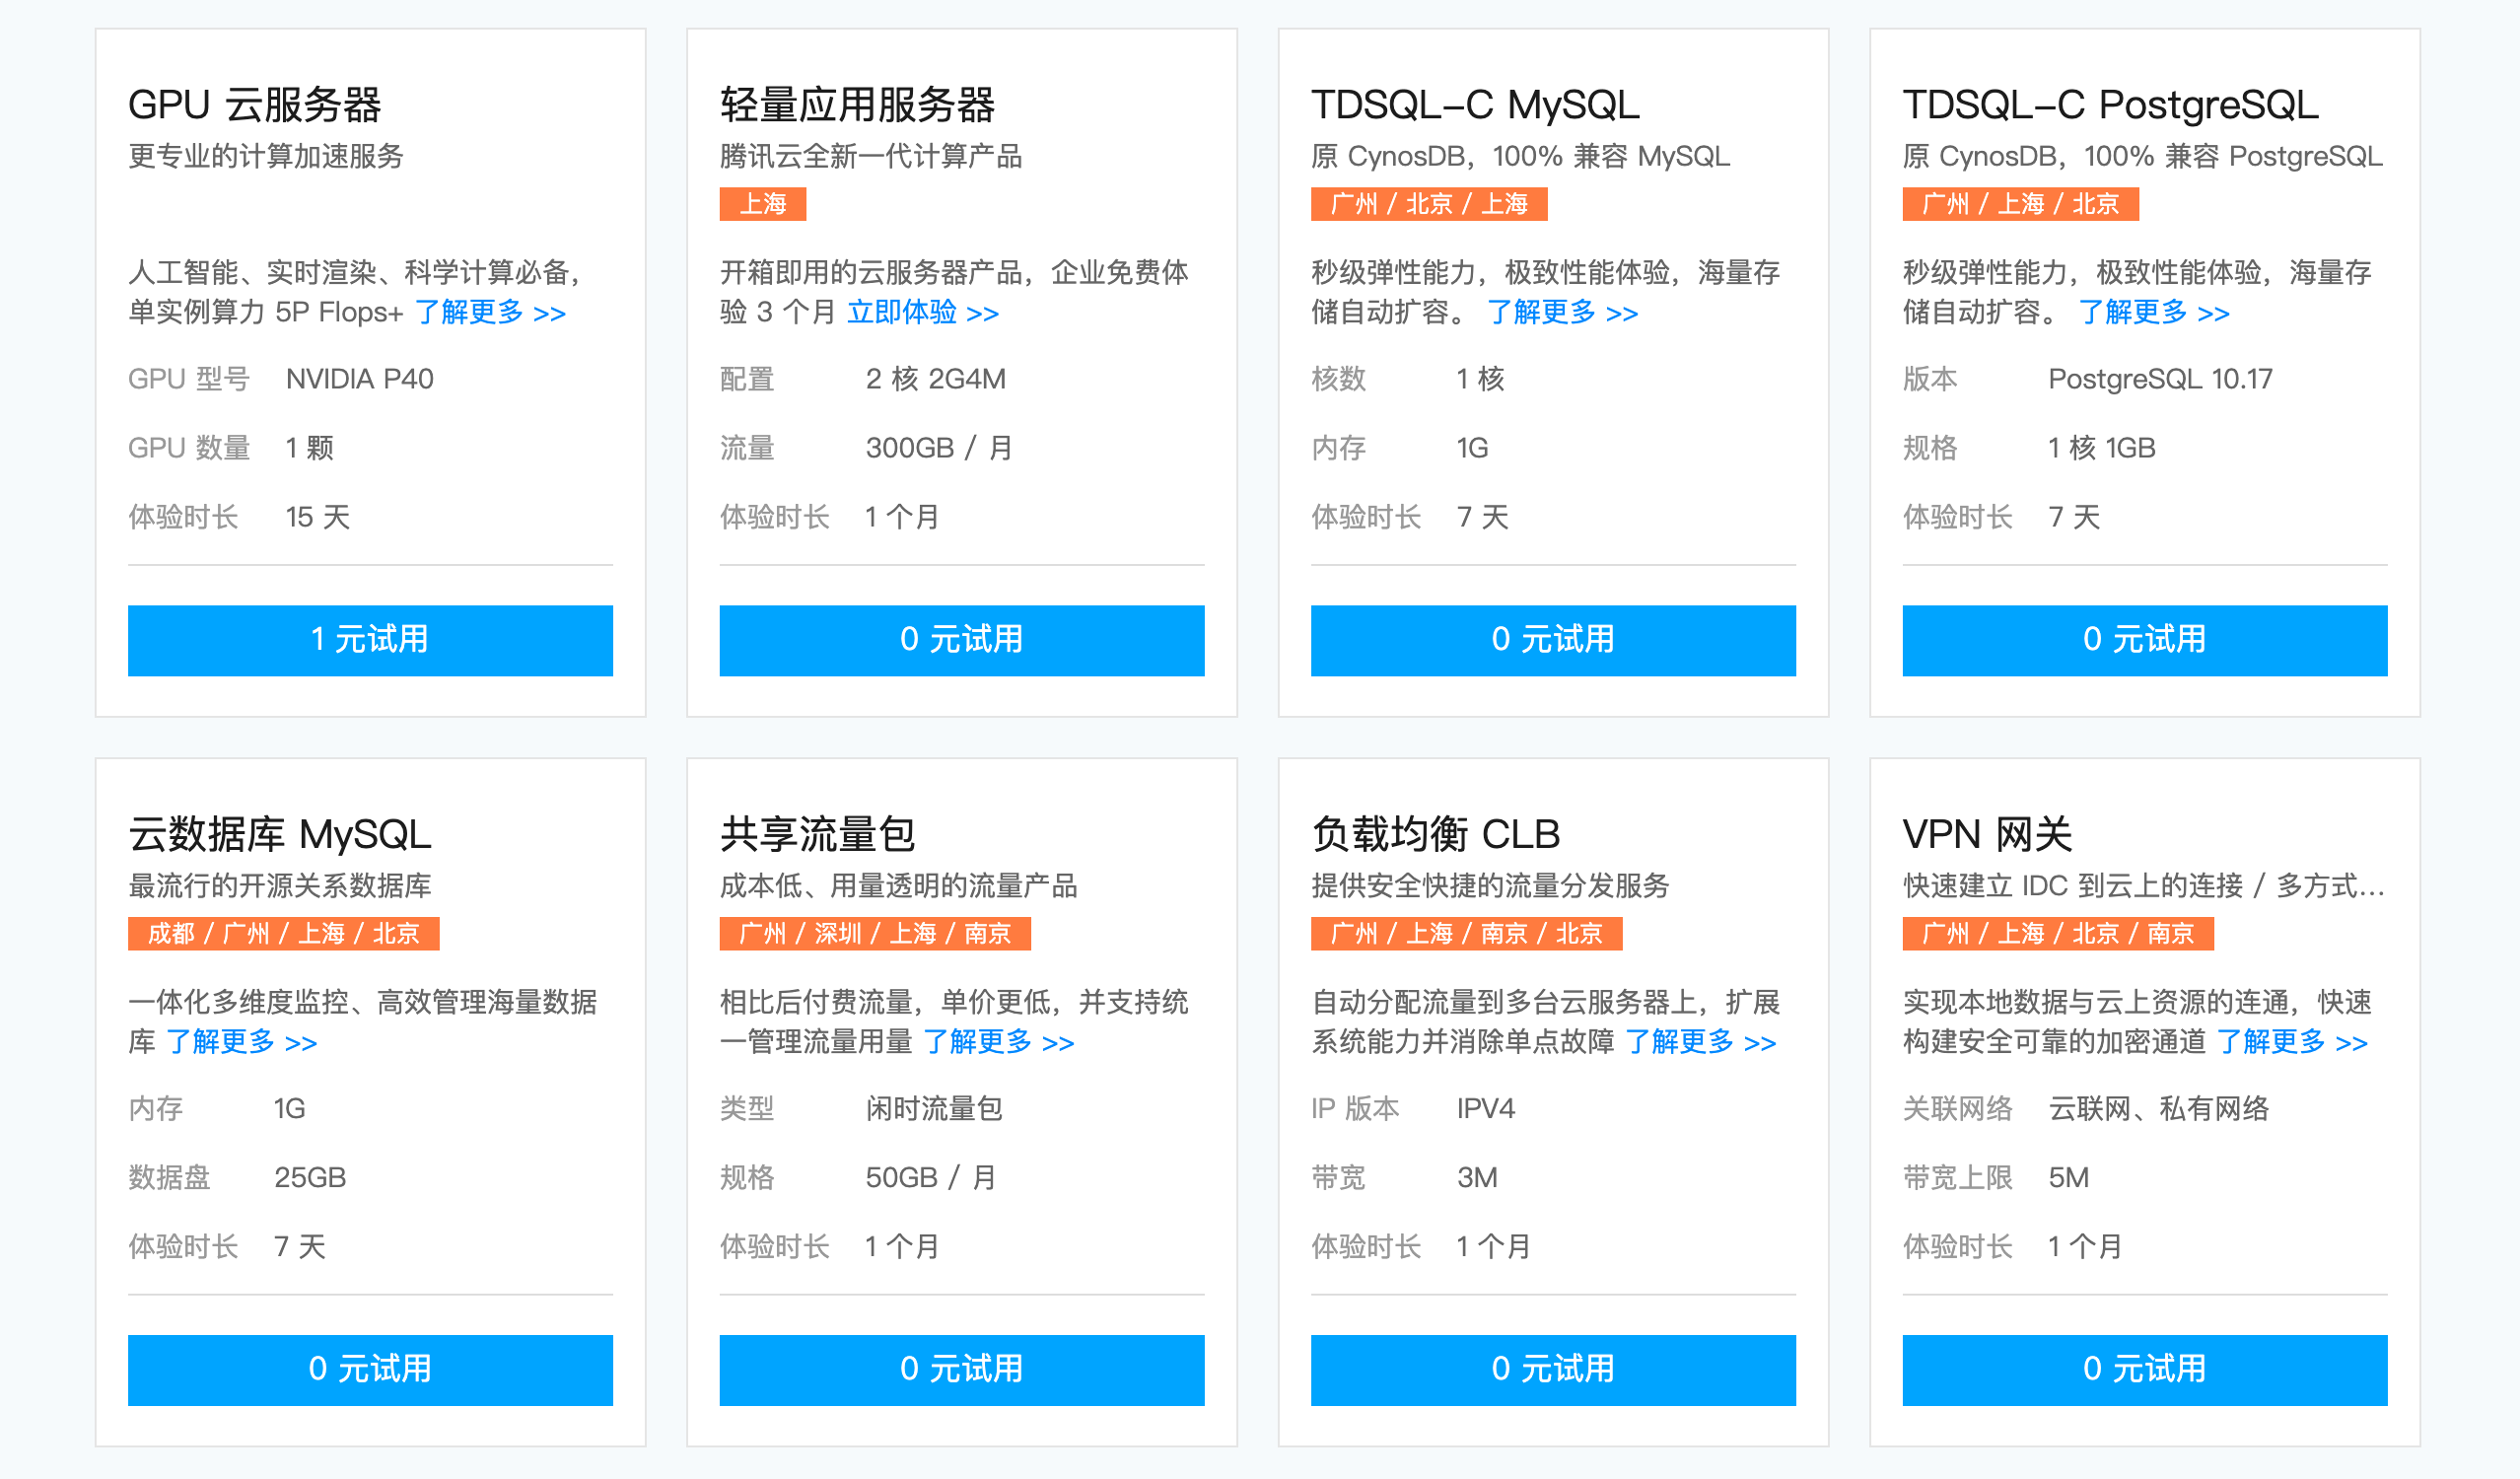 GPU 云服务器
更专业的计算加速服务
人工智能、实时渲染、科学计算必备，
单实例算力 5P Flops+ 了解更多 >>
GPU 型号 NVIDIA P40
GPU 数量 1 颗
体验时长 15 天
1 元试用
轻量应用服务器
腾讯云全新一代计算产品
上海
开箱即用的云服务器产品，企业免费体
验 3 个月 立即体验 >>
配置 2 核 2G4M
流量 300GB / 月
体验时长 1 个月
0 元试用
TDSQL-C MySQL
原 CynosDB，100% 兼容 MySQL
广州 / 北京 / 上海
秒级弹性能力，极致性能体验，海量存
储自动扩容。 了解更多 >>
核数 1 核
内存 1G
体验时长 7 天
0 元试用
TDSQL-C PostgreSQL
原 CynosDB，100% 兼容 PostgreSQL
广州 / 上海 / 北京
秒级弹性能力，极致性能体验，海量存
储自动扩容。 了解更多 >>
版本 PostgreSQL 10.17
规格 1 核 1GB
体验时长 7 天
0 元试用
云数据库 MySQL
最流行的开源关系数据库
成都 / 广州 / 上海 / 北京
一体化多维度监控、高效管理海量数据
库 了解更多 >>
内存 1G
数据盘 25GB
体验时长 7 天
0 元试用
共享流量包
成本低、用量透明的流量产品
广州 / 深圳 / 上海 / 南京
相比后付费流量，单价更低，并支持统
一管理流量用量 了解更多 >>
类型 闲时流量包
规格 50GB / 月
体验时长 1 个月
0 元试用
负载均衡 CLB
提供安全快捷的流量分发服务
广州 / 上海 / 南京 / 北京
自动分配流量到多台云服务器上，扩展
系统能力并消除单点故障 了解更多 >>
IP 版本 IPV4
带宽 3M
体验时长 1 个月
0 元试用
VPN 网关
快速建立 IDC 到云上的连接 / 多方式...
广州 / 上海 / 北京 / 南京
实现本地数据与云上资源的连通，快速
构建安全可靠的加密通道 了解更多 >>
关联网络 云联网、私有网络
带宽上限 5M
体验时长 1 个月
0 元试用